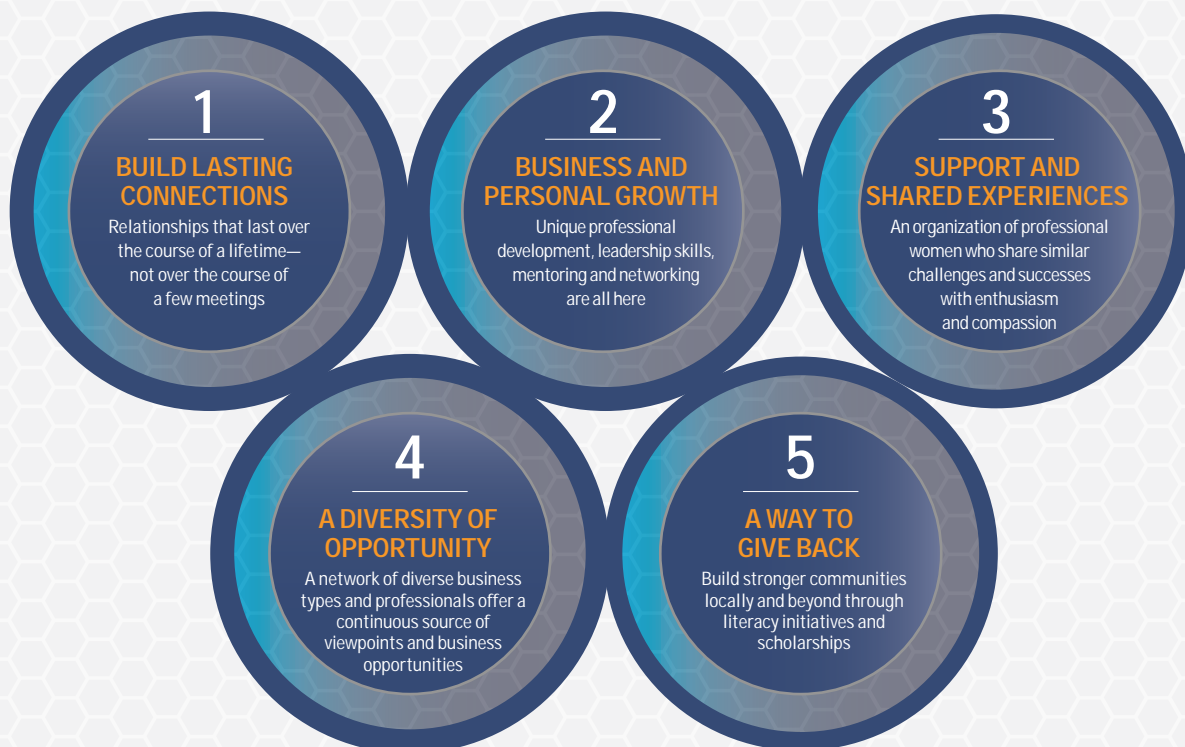 1
BUILD LASTING
CONNECTIONS
Relationships that last over
the course of a lifetime—
not over the course of
a few meetings
2
BUSINESS AND
PERSONAL GROWTH
Unique professional
development, leadership skills,
mentoring and networking
are all here
3
SUPPORT AND
SHARED EXPERIENCES
An organization of professional
women who share similar
challenges and successes
with enthusiasm
and compassion
4
A DIVERSITY OF
OPPORTUNITY
A network of diverse business
types and professionals offer a
continuous source of
viewpoints and business
opportunities
5
A WAY TO
GIVE BACK
Build stronger communities
locally and beyond through
literacy initiatives and
scholarships